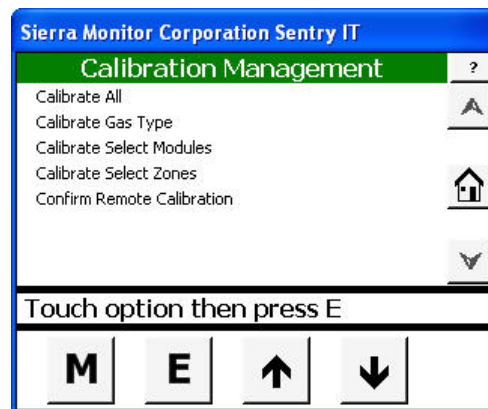 Sierra Monitor Corporation Sentry IT
Calibration Management
?
Calibrate All
Calibrate Gas Type
Calibrate Select Modules
Calibrate Select Zones
Confirm Remote Calibration
Touch option then press E
M E